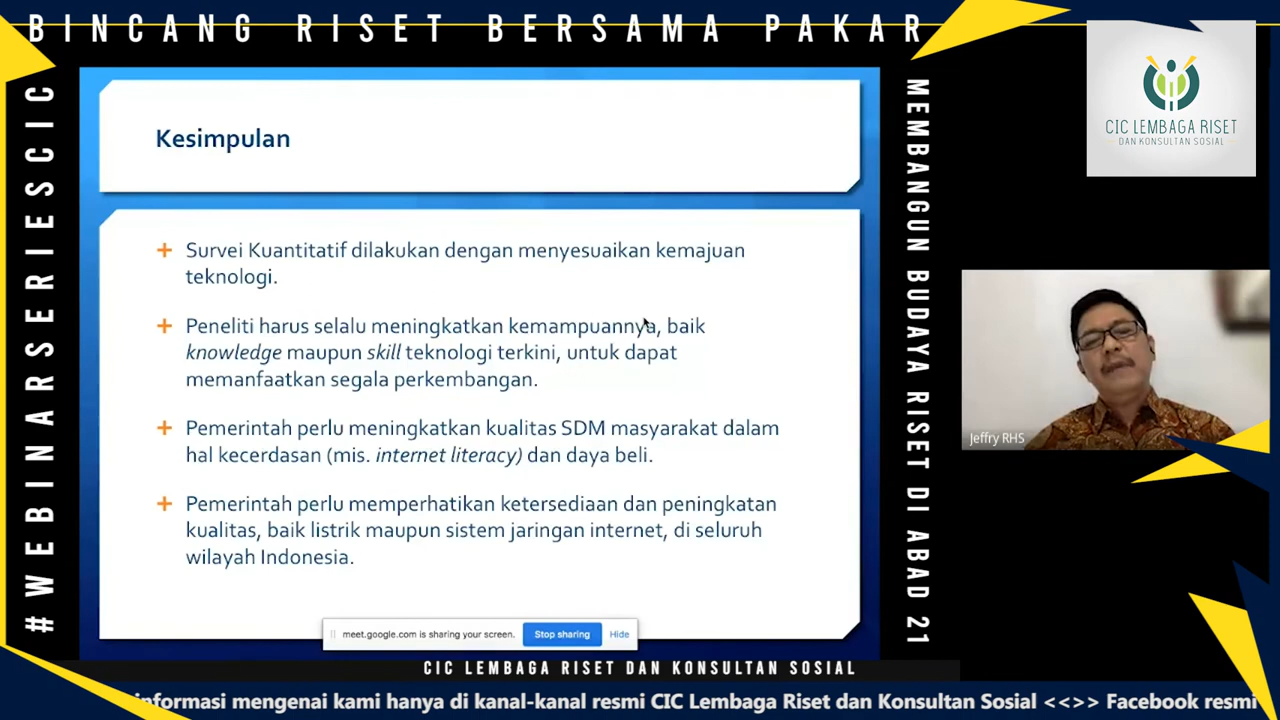 BINCANG RISET BERSAMA PAKAR
#WEBINARSERIESCIC
Kesimpulan
Survei Kuantitatif dilakukan dengan menyesuaikan kemajuan
teknologi.
Peneliti harus selalu meningkatkan kemampuannya, baik
knowledge maupun skill teknologi terkini, untuk dapat
memanfaatkan segala perkembangan.
Pemerintah perlu meningkatkan kualitas SDM masyarakat dalam
hal kecerdasan (mis. internet literacy) dan daya beli.
Pemerintah perlu memperhatikan ketersediaan dan peningkatan
kualitas, baik listrik maupun sistem jaringan internet, di seluruh
wilayah Indonesia.
meet.google.com is sharing your screen.
Stop sharing
Hide
MEMBANGUN BUDAYA RISET DI ABAD 21
CIC LEMBAGA RISET
DAN KONSULTAN SOSIAL
Jeffry RHS
CIC LEMBAGA RISET DAN KONSULTAN SOSIAL
informasi mengenai kami hanya di kanal-kanal resmi CIC Lembaga Riset dan Konsultan Sosial <<>> Facebook resmi